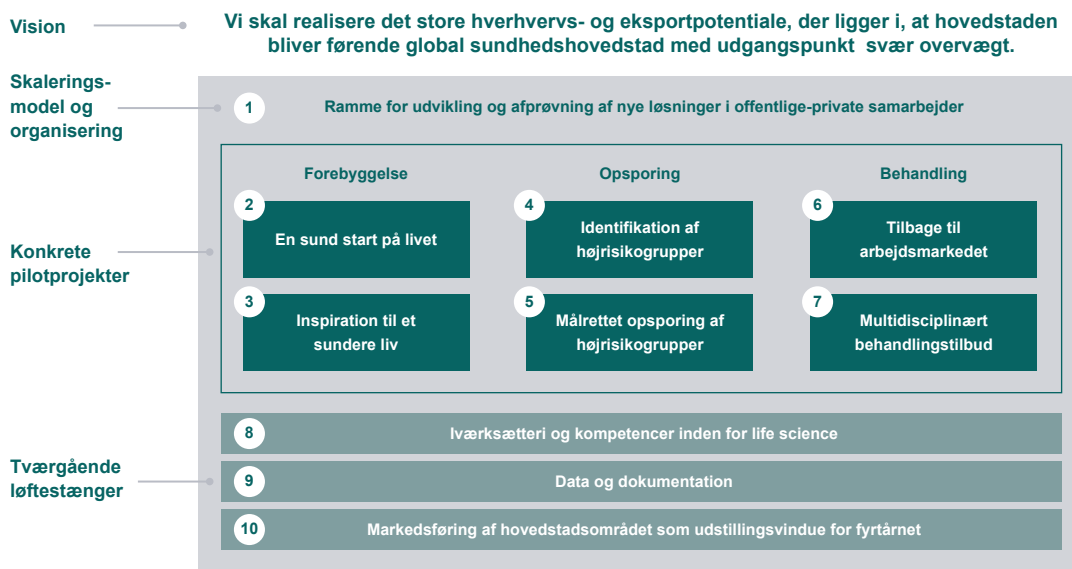 Vision
Vi skal realisere det store hverhvervs- og eksportpotentiale, der ligger i, at hovedstaden
bliver førende global sundhedshovedstad med udgangspunkt svær overvægt.
Skalerings-
model og
organisering
1
Ramme for udvikling og afprøvning af nye løsninger i offentlige-private samarbejder
Konkrete
pilotprojekter
Forebyggelse
2
En sund start på livet
3
Inspiration til et
sundere liv
Opsporing
4
Identifikation af
højrisikogrupper
5
Målrettet opsporing af
højrisikogrupper
Behandling
6
Tilbage til
arbejdsmarkedet
7
Multidisciplinært
behandlingstilbud
Tværgående
løftestænger
8
Iværksætteri og kompetencer inden for life science
9
Data og dokumentation
10
Markedsføring af hovedstadsområdet som udstillingsvindue for fyrtårnet